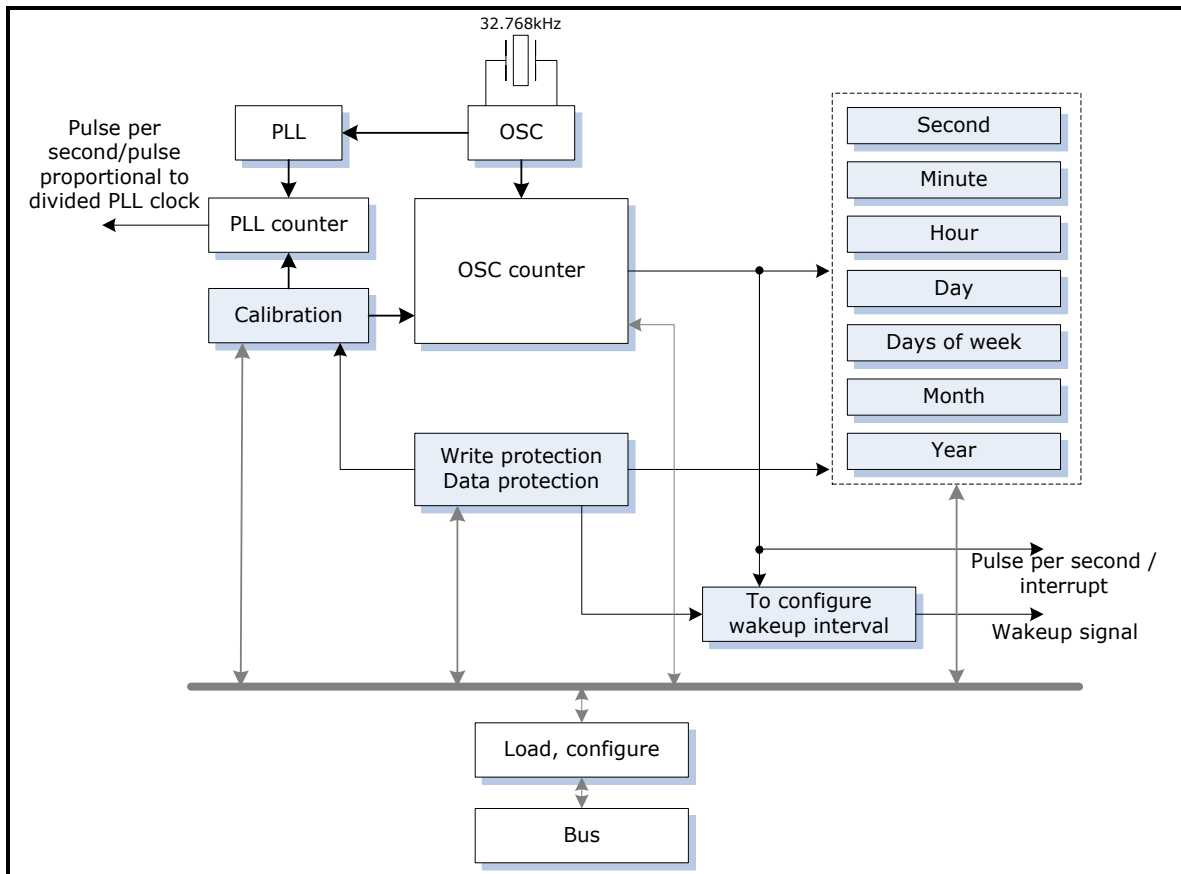 32.768kHz
PLL
OSC
Pulse per
second/pulse
proportional to
divided PLL clock
PLL counter
OSC counter
Calibration
Second
Minute
Hour
Day
Days of week
Month
Year
Write protection
Data protection
Pulse per second /
interrupt
To configure
wakeup interval
Wakeup signal
Load, configure
Bus